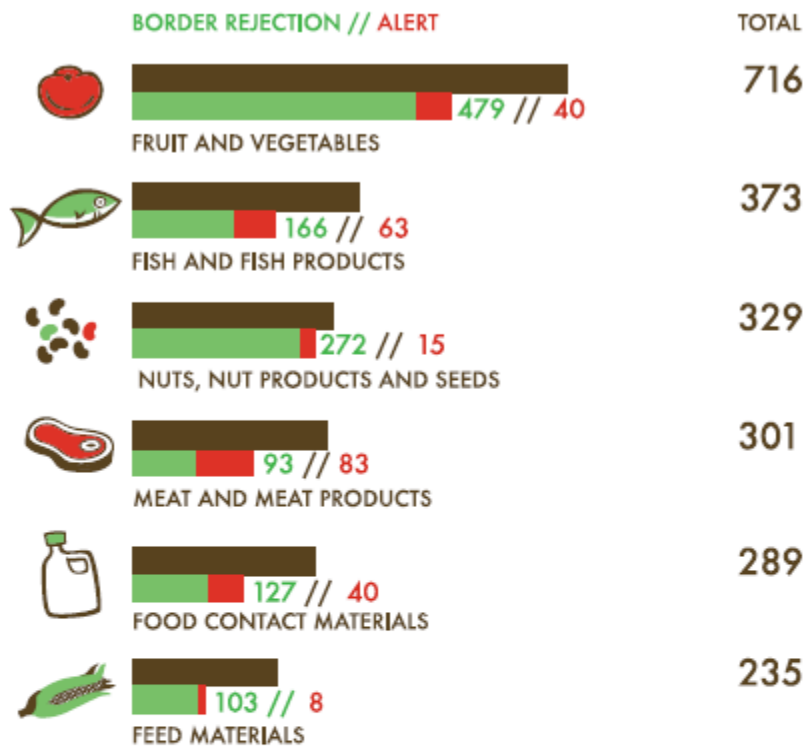 BORDER REJECTION // ALERT TOTAL
716
479 // 40
FRUIT AND VEGETABLES
373
166 // 63
FISH AND FISH PRODUCTS
329
272 // 15
NUTS, NUT PRODUCTS AND SEEDS
301
93 // 83
MEAT AND MEAT PRODUCTS
289
127 // 40
FOOD CONTACT MATERIALS
235
103 // 8
FEED MATERIALS